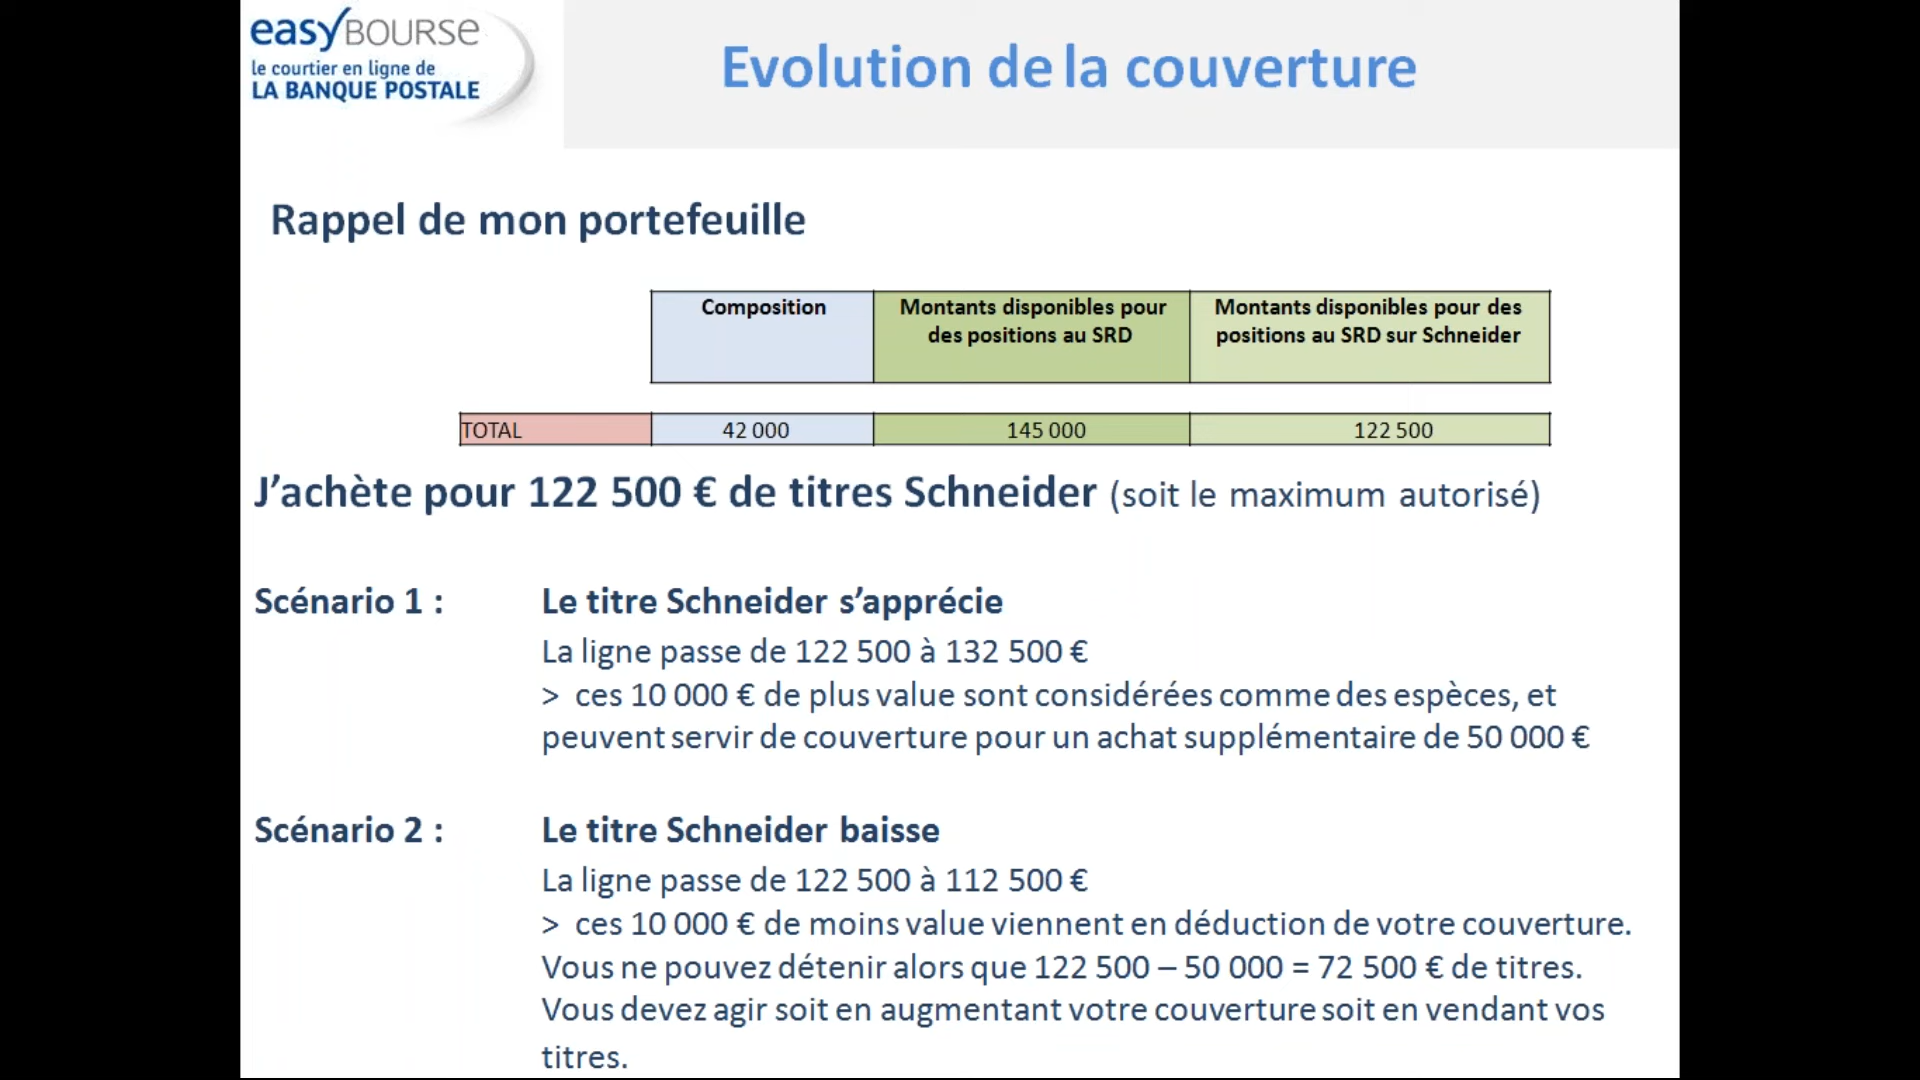 easyBOURSE
le courtier en ligne de
LA BANQUE POSTALE
Evolution de la couverture
Rappel de mon portefeuille
Composition
Montants disponibles pour
des positions au SRD
Montants disponibles pour des
positions au SRD sur Schneider
TOTAL 42 000 145 000 122 500
J’achète pour 122 500 € de titres Schneider (soit le maximum autorisé)
Scénario 1 : Le titre Schneider s’apprécie
La ligne passe de 122 500 à 132 500 €
> ces 10 000 € de plus value sont considérées comme des espèces, et
peuvent servir de couverture pour un achat supplémentaire de 50 000 €
Scénario 2 : Le titre Schneider baisse
La ligne passe de 122 500 à 112 500 €
> ces 10 000 € de moins value viennent en déduction de votre couverture.
Vous ne pouvez détenir alors que 122 500 – 50 000 = 72 500 € de titres.
Vous devez agir soit en augmentant votre couverture soit en vendant vos
titres.